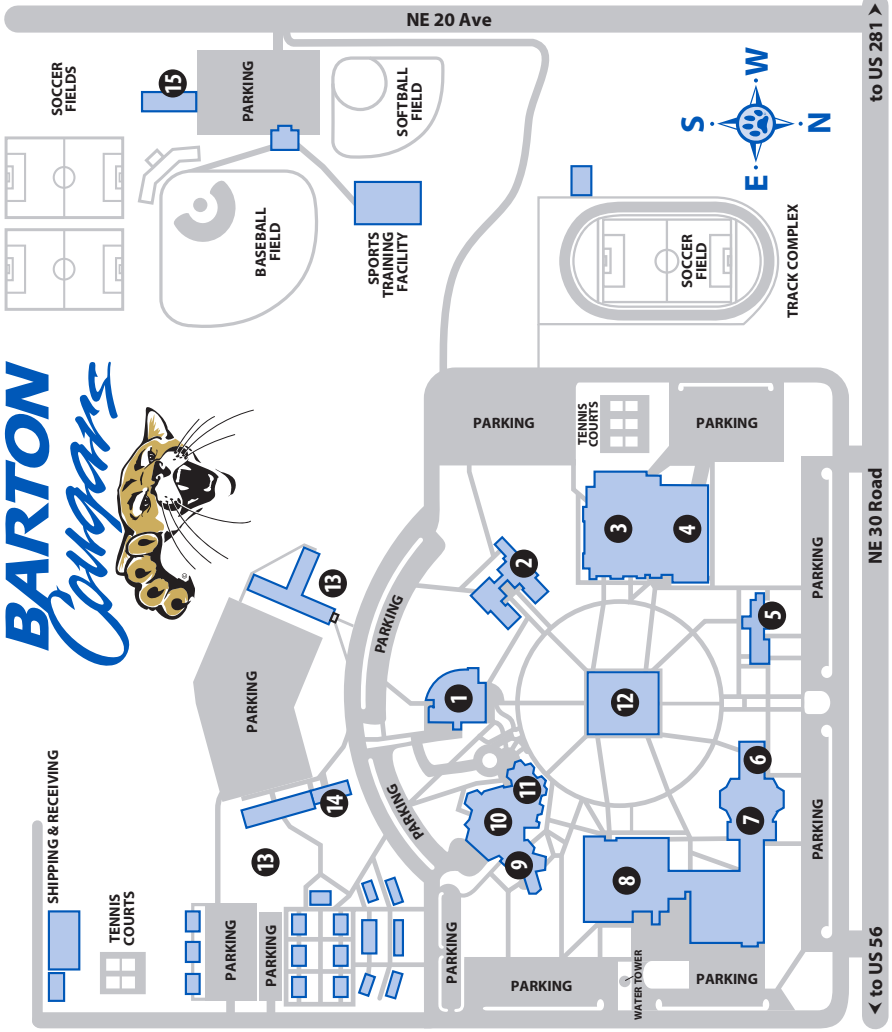 NE 20 Ave
to US 281
SOCCER
FIELDS
15
PARKING
SOFTBALL
FIELD
S
W
E
N
BASEBALL
FIELD
SPORTS
TRAINING
FACILITY
SOCCER
FIELD
TRACK COMPLEX
BARTON
Cougars
PARKING
TENNIS
COURTS
PARKING
NE 30 Road
3
4
2
13
PARKING
PARKING
5
1
12
PARKING
SHIPPING & RECEIVING
14
PARKING
11
10
9
6
7
8
PARKING
13
TENNIS
COURTS
PARKING
PARKING
PARKING
PARKING
WATER TOWER
PARKING
to US 56